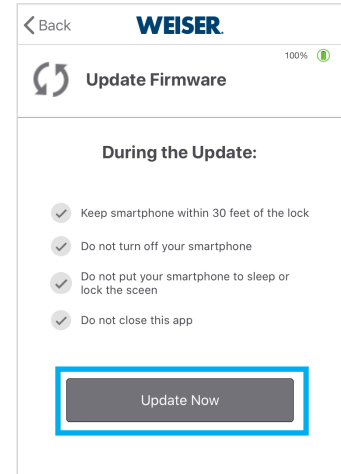 Back
WEISER.
100%
Update Firmware
During the Update:
Keep smartphone within 30 feet of the lock
Do not turn off your smartphone
Do not put your smartphone to sleep or
lock the sceen
Do not close this app
Update Now